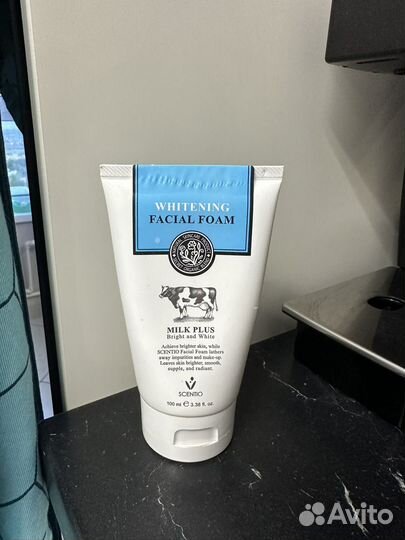 WHITENING
FACIAL FOAM
MILK PLUS
Bright and White
Achieve brighter skin, while
SCENTIO Facial Foam lathers
away impurities and make-up.
Leaves skin brighter, smooth,
supple, and radiant.
SCENTIO
100 ml ℮ 3.38 fl. oz.
Avito